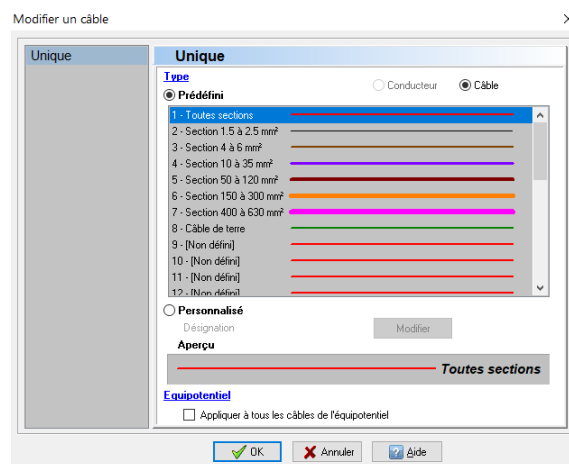 Modifier un câble
Unique
Unique
Type
Conducteur
Câble
Prédéfini
1 - Toutes sections
2 - Section 1.5 à 2.5 mm²
3 - Section 4 à 6 mm²
4 - Section 10 à 35 mm²
5 - Section 50 à 120 mm²
6 - Section 150 à 300 mm²
7 - Section 400 à 630 mm²
8 - Câble de terre
9 - [Non défini]
10 - [Non défini]
11 - [Non défini]
12 - [Non défini]
Personnalisé
Désignation
Modifier
Aperçu
Toutes sections
Equipotentiel
Appliquer à tous les câbles de l'équipotentiel
OK
Annuler
Aide